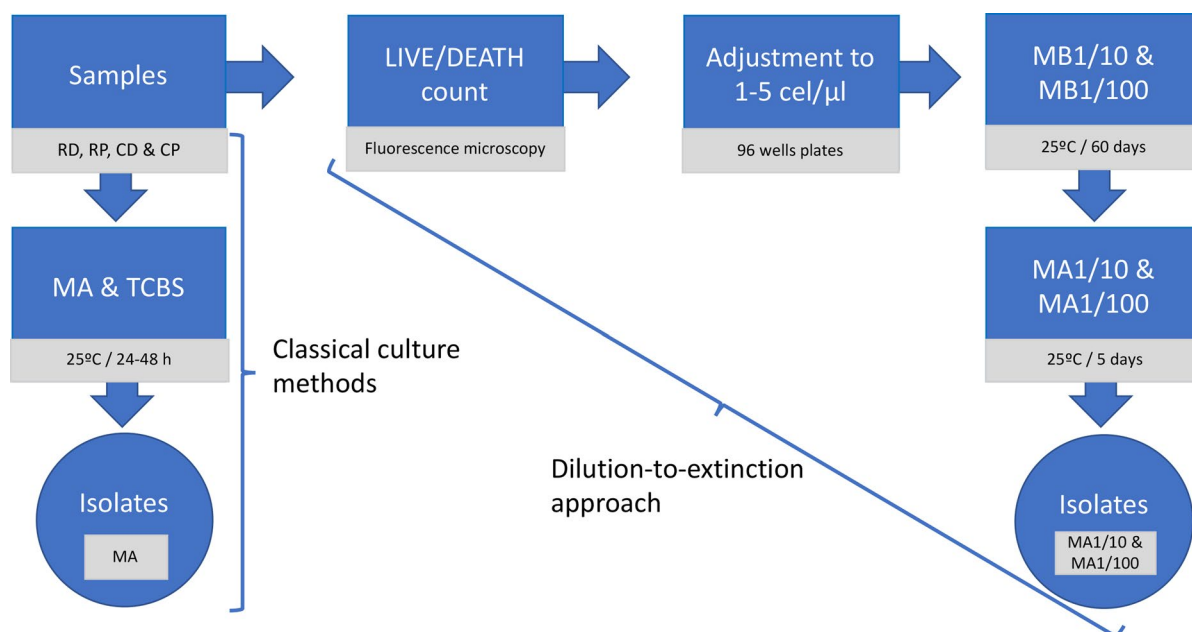 Samples
RD, RP, CD & CP
LIVE/DEATH
count
Fluorescence microscopy
Adjustment to
1-5 cel/µl
96 wells plates
MB1/10 &
MB1/100
25ºC / 60 days
MA & TCBS
25ºC / 24-48 h
MA1/10 &
MA1/100
25ºC / 5 days
Classical culture
methods
Dilution-to-extinction
approach
Isolates
MA
Isolates
MA1/10 &
MA1/100